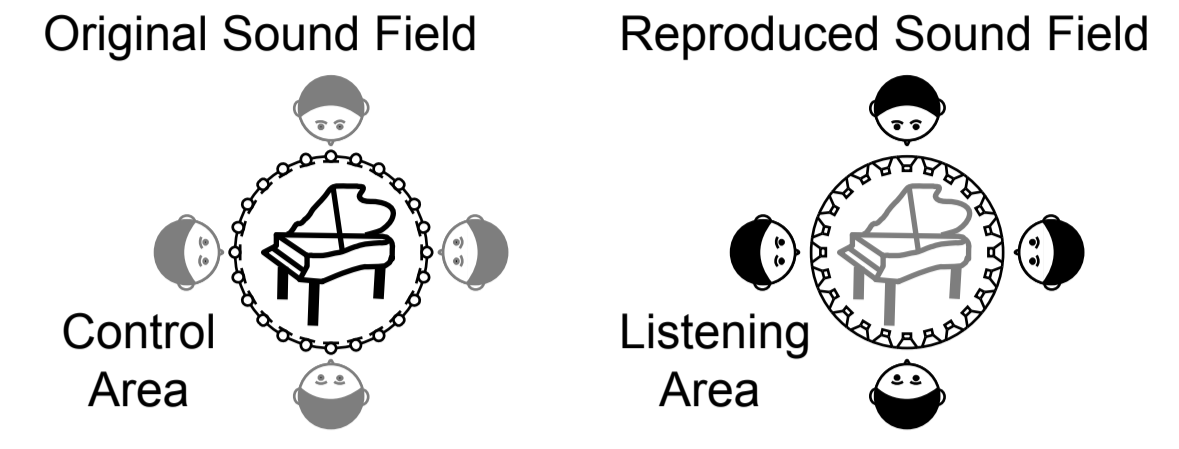 Original Sound Field
Reproduced Sound Field
Control
Area
Listening
Area